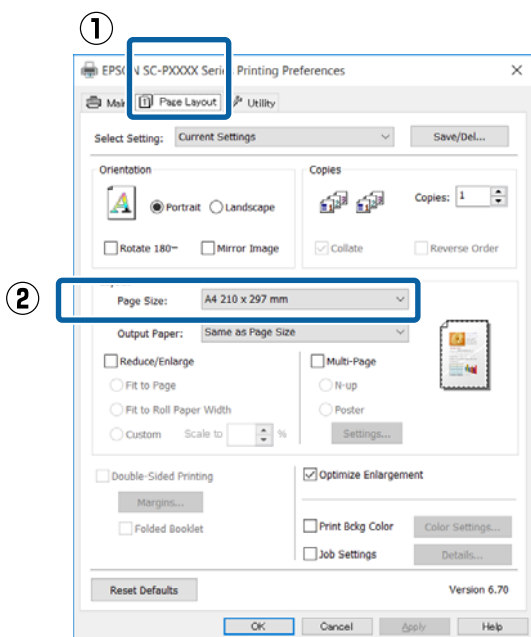 ①
EPSON SC-PXXXX Series Printing Preferences
Main Page Layout Utility
Select Setting: Current Settings Save/Del...
Orientation
Portrait Landscape
Rotate 180° Mirror Image
Copies
Copies: 1
Collate Reverse Order
②
Page Size: A4 210 x 297 mm
Output Paper: Same as Page Size
Reduce/Enlarge
Fit to Page
Fit to Roll Paper Width
Custom Scale to %
Multi-Page
N-up
Poster
Settings...
Double-Sided Printing
Margins...
Folded Booklet
Optimize Enlargement
Print Bckg Color Color Settings...
Job Settings Details...
Reset Defaults Version 6.70
OK Cancel Apply Help